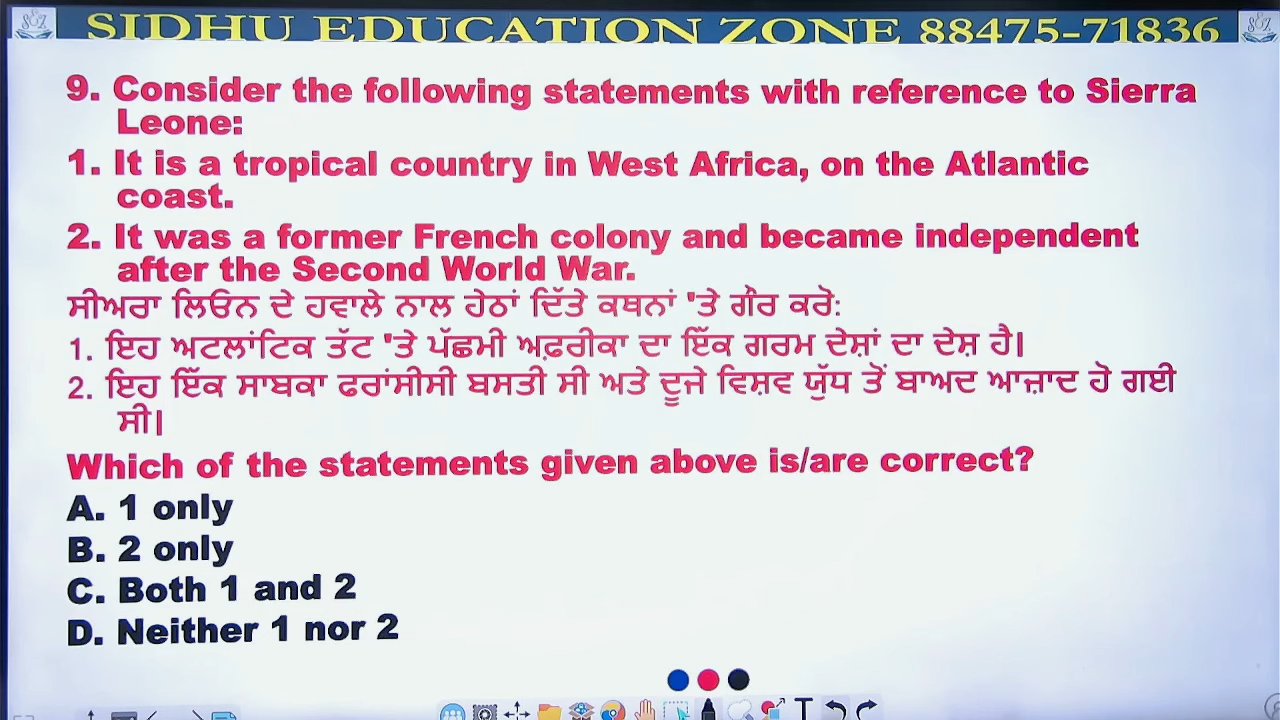 SIDHU EDUCATION ZONE 88475-71836
9. Consider the following statements with reference to Sierra
Leone:
1. It is a tropical country in West Africa, on the Atlantic
coast.
2. It was a former French colony and became independent
after the Second World War.
ਸੀਅਰਾ ਲਿਓਨ ਦੇ ਹਵਾਲੇ ਨਾਲ ਹੇਠਾਂ ਦਿੱਤੇ ਕਥਨਾਂ 'ਤੇ ਗੌਰ ਕਰੋ:
1. ਇਹ ਅਟਲਾਂਟਿਕ ਤੱਟ 'ਤੇ ਪੱਛਮੀ ਅਫ਼ਰੀਕਾ ਦਾ ਇੱਕ ਗਰਮ ਦੇਸ਼ਾਂ ਦਾ ਦੇਸ਼ ਹੈ।
2. ਇਹ ਇੱਕ ਸਾਬਕਾ ਫਰਾਂਸੀਸੀ ਬਸਤੀ ਸੀ ਅਤੇ ਦੂਜੇ ਵਿਸ਼ਵ ਯੁੱਧ ਤੋਂ ਬਾਅਦ ਆਜ਼ਾਦ ਹੋ ਗਈ
ਸੀ।
Which of the statements given above is/are correct?
A. 1 only
B. 2 only
C. Both 1 and 2
D. Neither 1 nor 2